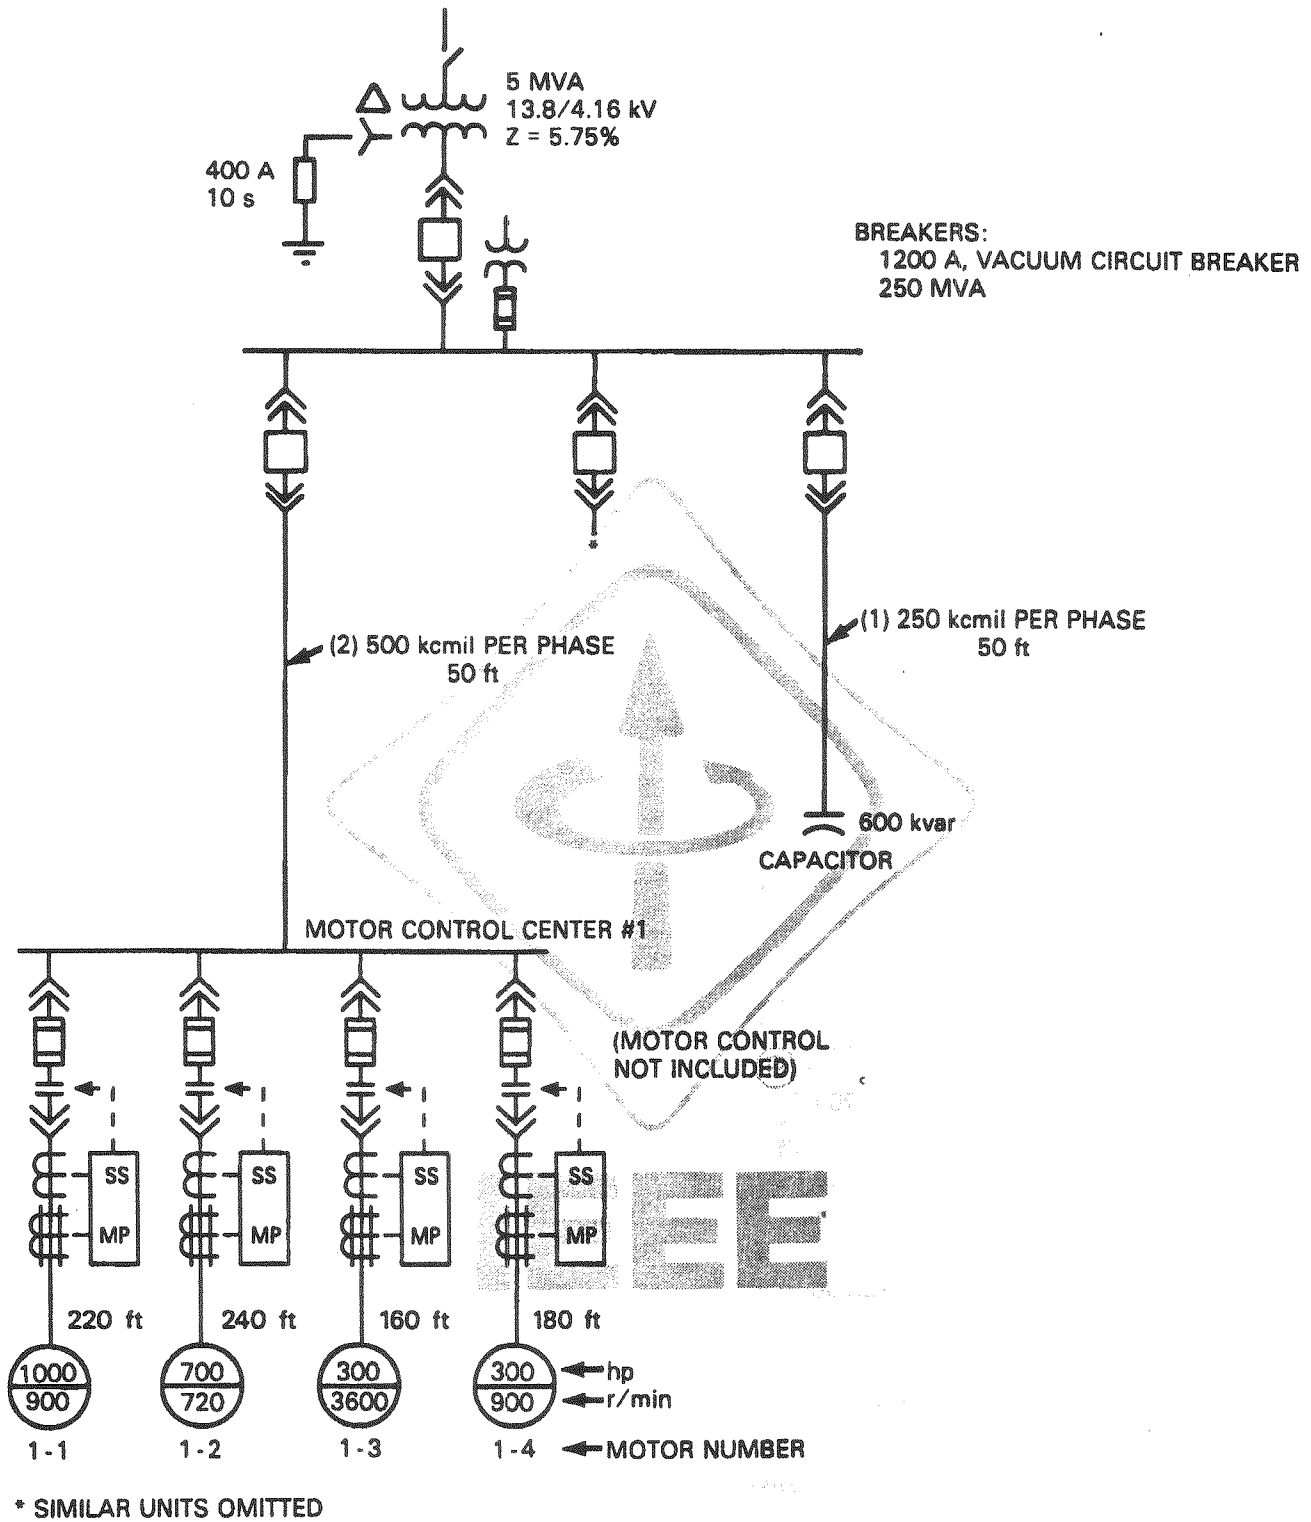 5 MVA
13.8/4.16 kV
Z = 5.75%
400 A
10 s
BREAKERS:
1200 A, VACUUM CIRCUIT BREAKER
250 MVA
*
(2) 500 kcmil PER PHASE
50 ft
(1) 250 kcmil PER PHASE
50 ft
600 kvar
CAPACITOR
MOTOR CONTROL CENTER #1
(MOTOR CONTROL
NOT INCLUDED)
SS SS SS SS
MP MP MP MP
IEEE
220 ft 240 ft 160 ft 180 ft
1000 700 300 300 hp
900 720 3600 900 r/min
1-1 1-2 1-3 1-4 MOTOR NUMBER
* SIMILAR UNITS OMITTED